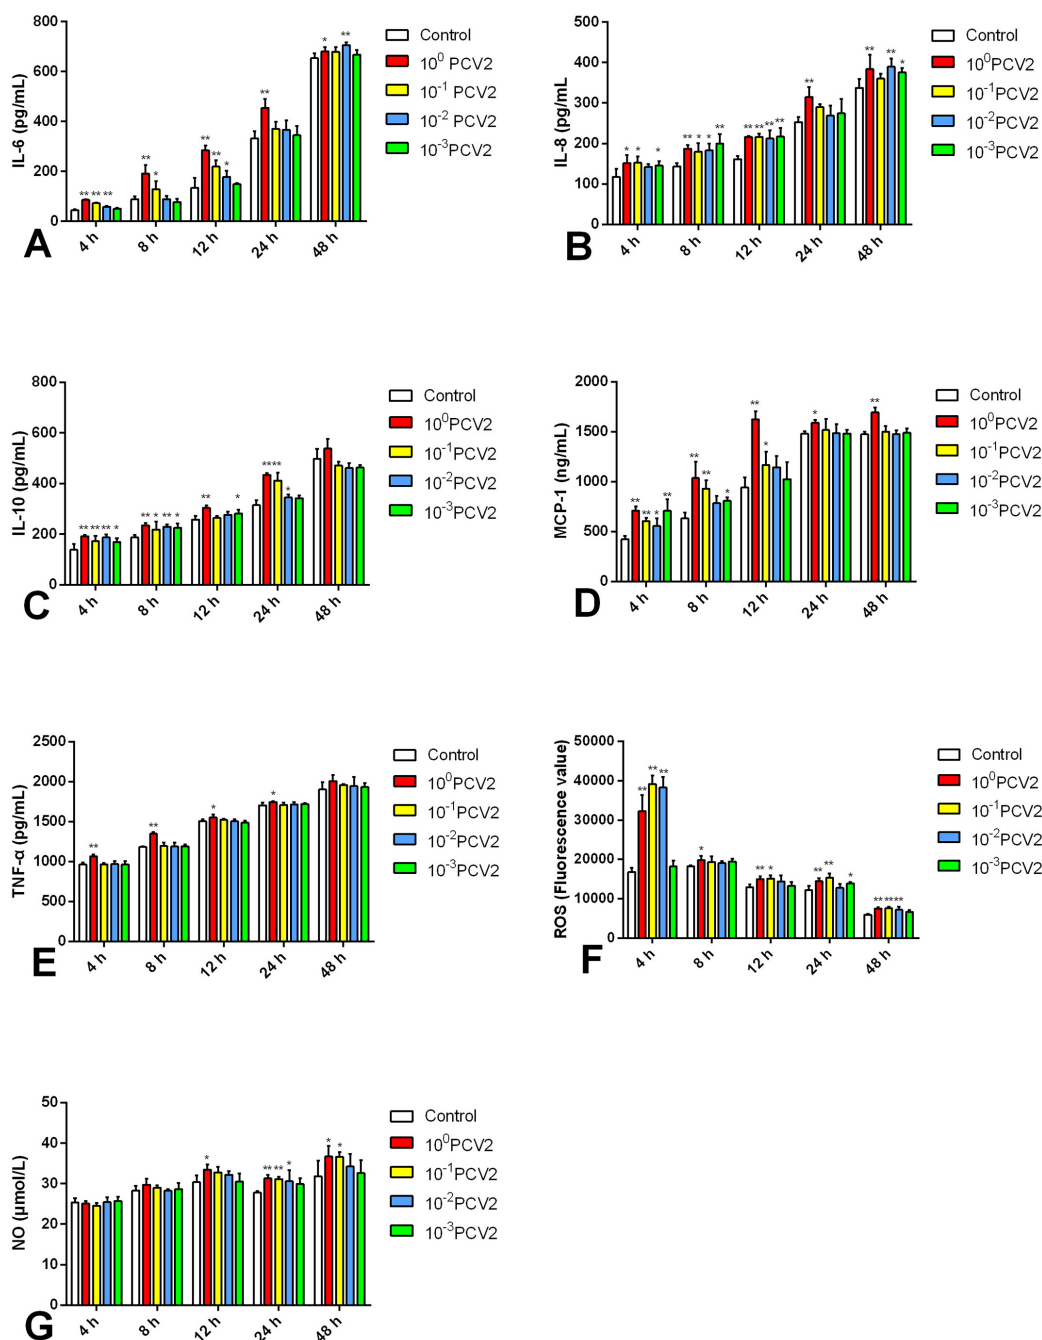 800
600
400
200
0
IL-6 (pg/mL)
** ** **
** *
** ** *
**
* **
4 h 8 h 12 h 24 h 48 h
A
Control
10⁰ PCV2
10⁻¹ PCV2
10⁻² PCV2
10⁻³PCV2
500
400
300
200
100
0
IL-8 (pg/mL
* * *
** * * **
** ** ** **
**
** ** *
4 h 8 h 12 h 24 h 48 h
B
Control
10⁰PCV2
10⁻¹PCV2
10⁻²PCV2
10⁻³PCV2
800
600
400
200
0
IL-10 (pg/mL)
** ** ** *
** * ** *
** *
** ** *
4 h 8 h 12 h 24 h 48 h
C
Control
10⁰PCV2
10⁻¹PCV2
10⁻²PCV2
10⁻³PCV2
2000
1500
1000
500
0
MCP-1 (ng/mL)
** ** * **
** ** *
** *
*
**
4 h 8 h 12 h 24 h 48 h
D
Control
10⁰PCV2
10⁻¹PCV2
10⁻²PCV2
10⁻³PCV2
2500
2000
1500
1000
500
0
TNF-α (pg/mL)
**
**
*
*
4 h 8 h 12 h 24 h 48 h
E
Control
10⁰PCV2
10⁻¹PCV2
10⁻²PCV2
10⁻³PCV2
50000
40000
30000
20000
10000
0
ROS (Fluorescence value)
** ** **
*
** *
** ** *
** ** **
4 h 8 h 12 h 24 h 48 h
F
Control
10⁰PCV2
10⁻¹PCV2
10⁻²PCV2
10⁻³PCV2
50
40
30
20
10
0
NO (μmol/L)
*
** ** *
* *
4 h 8 h 12 h 24 h 48 h
G
Control
10⁰PCV2
10⁻¹PCV2
10⁻²PCV2
10⁻³PCV2